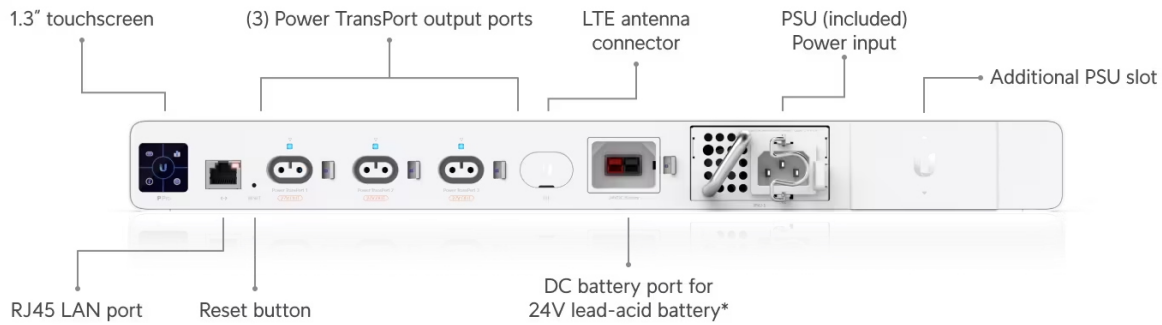 1.3” touchscreen
(3) Power TransPort output ports
LTE antenna
connector
PSU (included)
Power input
Additional PSU slot
RJ45 LAN port
Reset button
DC battery port for
24V lead-acid battery*